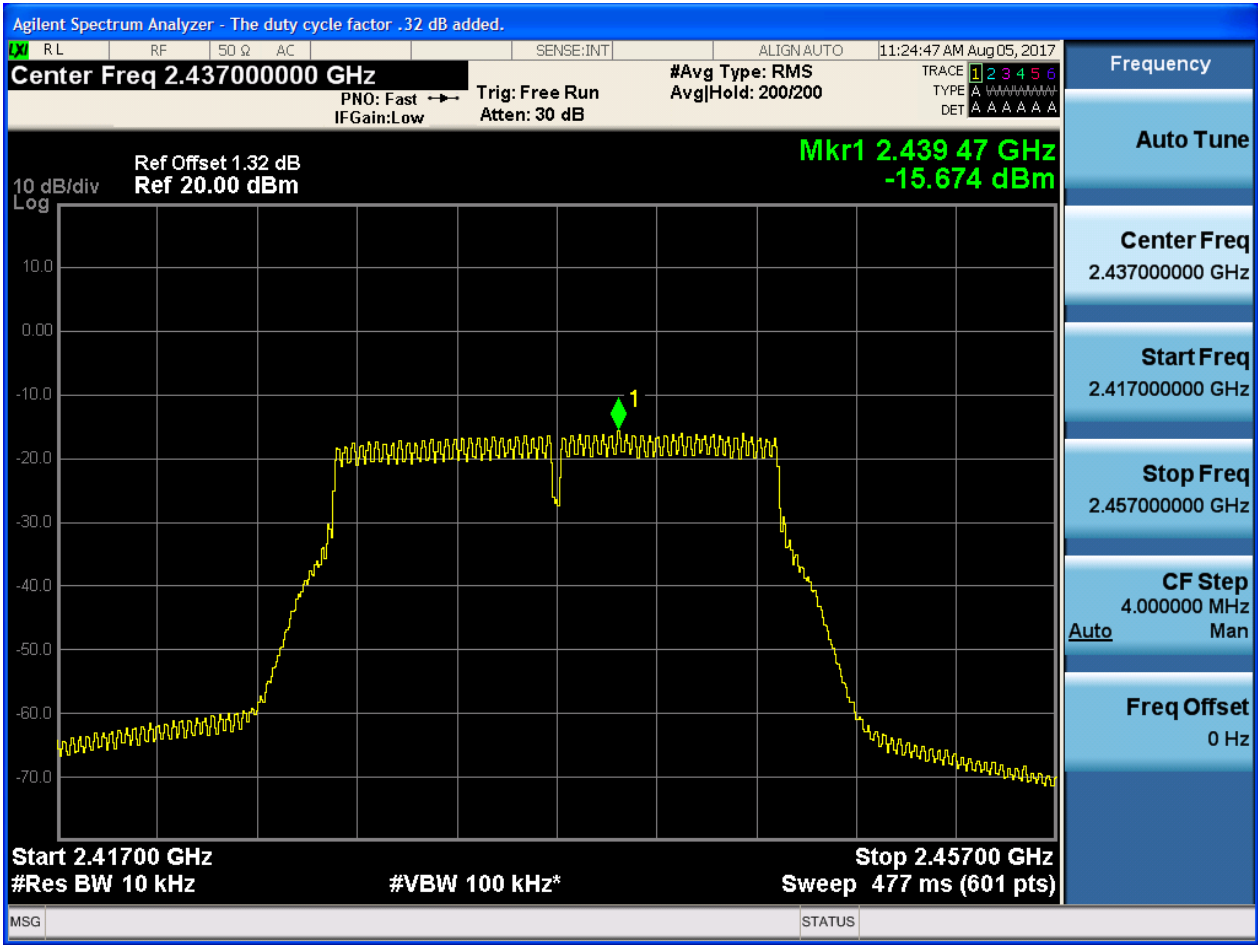 Agilent Spectrum Analyzer - The duty cycle factor .32 dB added.
LXI RL RF 50 Ω AC SENSE:INT ALIGN AUTO 11:24:47 AM Aug 05, 2017
Center Freq 2.437000000 GHz
PNO: Fast
IFGain:Low
Trig: Free Run
Atten: 30 dB
#Avg Type: RMS
Avg|Hold: 200/200
TRACE 1 2 3 4 5 6
TYPE A WWWWW
DET A A A A A A
Mkr1 2.439 47 GHz
-15.674 dBm
Ref Offset 1.32 dB
10 dB/div Ref 20.00 dBm
Log
10.0
0.00
-10.0
-20.0
-30.0
-40.0
-50.0
-60.0
-70.0
1
Start 2.41700 GHz Stop 2.45700 GHz
#Res BW 10 kHz #VBW 100 kHz* Sweep 477 ms (601 pts)
MSG STATUS
Frequency
Auto Tune
Center Freq
2.437000000 GHz
Start Freq
2.417000000 GHz
Stop Freq
2.457000000 GHz
CF Step
4.000000 MHz
Auto Man
Freq Offset
0 Hz